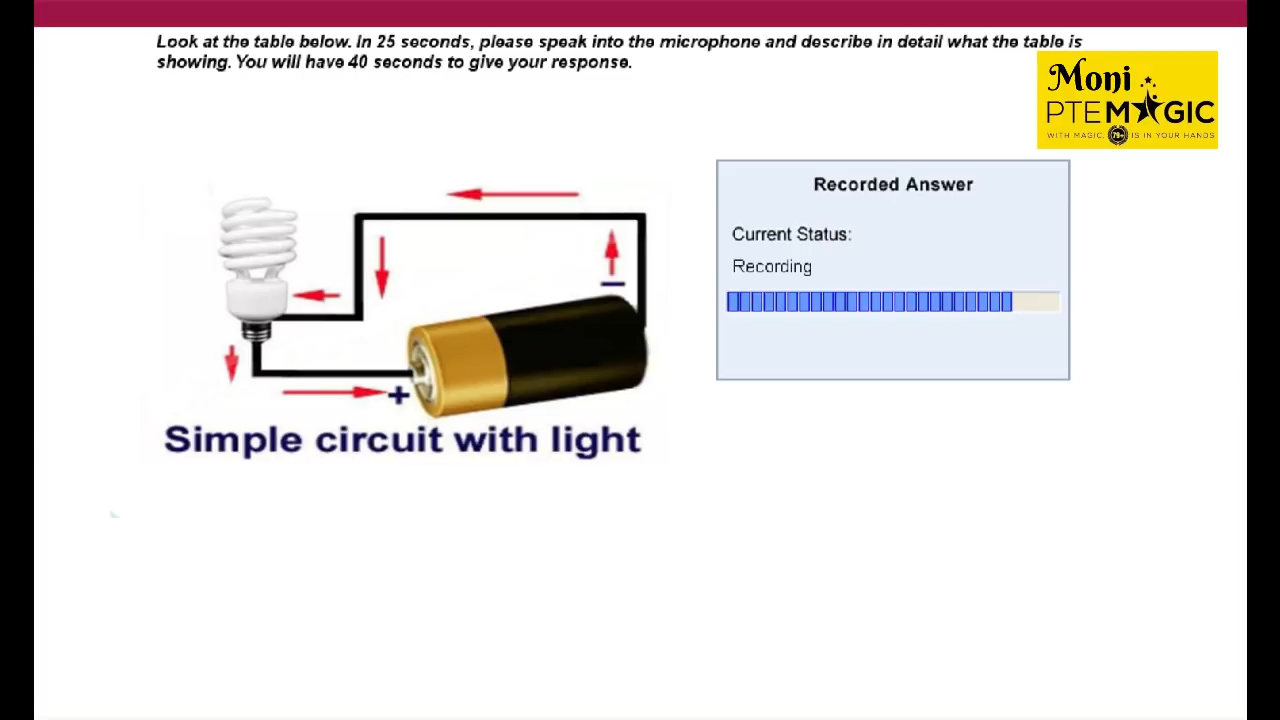 Look at the table below. In 25 seconds, please speak into the microphone and describe in detail what the table is
showing. You will have 40 seconds to give your response.
Moni
PTEMAGIC
WITH MAGIC, 79+ IS IN YOUR HANDS
Recorded Answer
Current Status:
Recording
−
+
Simple circuit with light